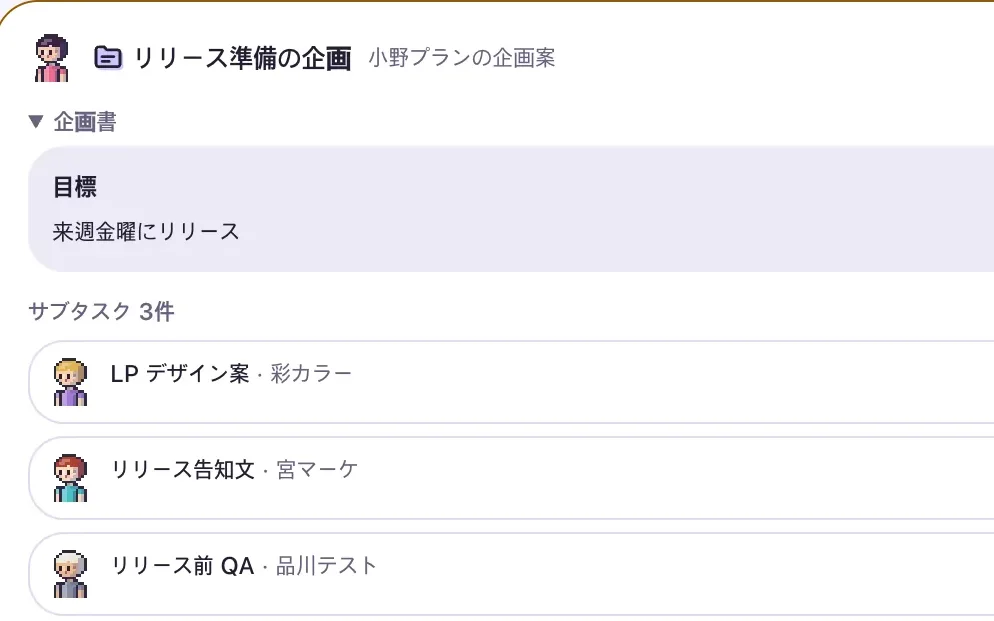 リリース準備の企画 小野プランの企画案
▼ 企画書
目標
来週金曜にリリース
サブタスク 3件
LP デザイン案 · 彩カラー
リリース告知文 · 宮マーケ
リリース前 QA · 品川テスト